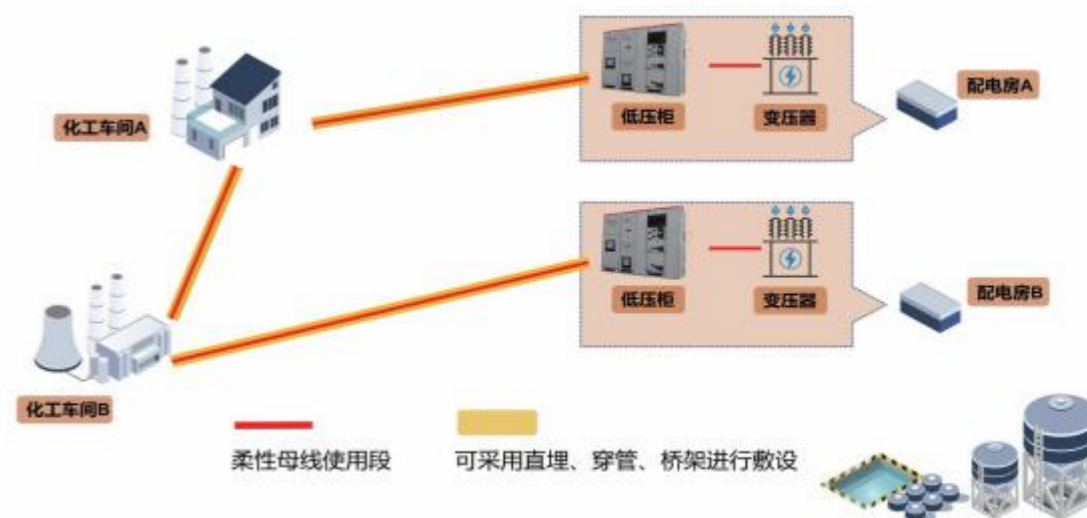 配电房A
低压柜
变压器
化工车间A
低压柜
变压器
配电房B
化工车间B
柔性母线使用段
可采用直埋、穿管、桥架进行敷设